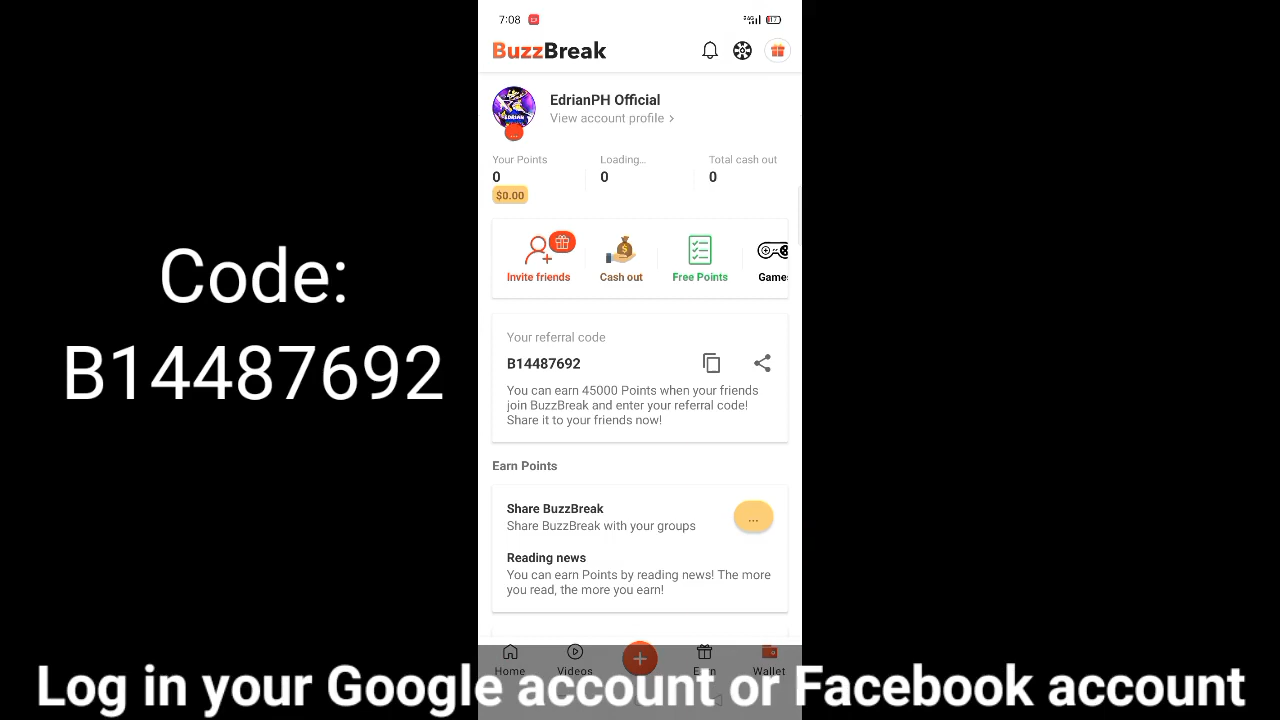 7:08
BuzzBreak
EdrianPH Official
View account profile >
Your Points
Loading...
Total cash out
0
0
0
$0.00
Invite friends
Cash out
Free Points
Games
Your referral code
B14487692
You can earn 45000 Points when your friends
join BuzzBreak and enter your referral code!
Share it to your friends now!
Earn Points
Share BuzzBreak
Share BuzzBreak with your groups
...
Reading news
You can earn Points by reading news! The more
you read, the more you earn!
Home
Videos
Earn
Wallet
Code:
B14487692
Log in your Google account or Facebook account